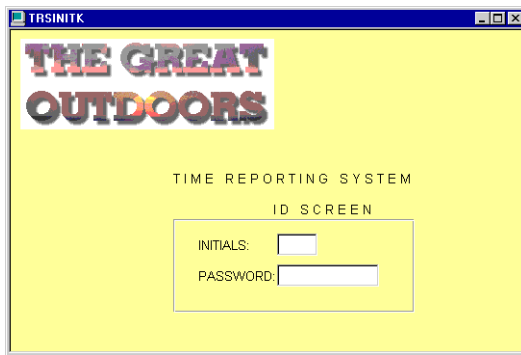 TRSINITK
THE GREAT
OUTDOORS
TIME REPORTING SYSTEM
ID SCREEN
INITIALS:
PASSWORD: